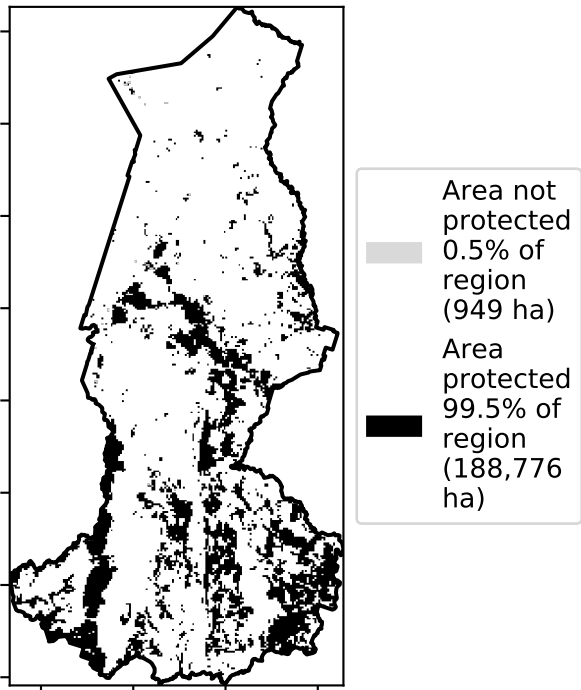 Area not
protected
0.5% of
region
(949 ha)
Area
protected
99.5% of
region
(188,776
ha)